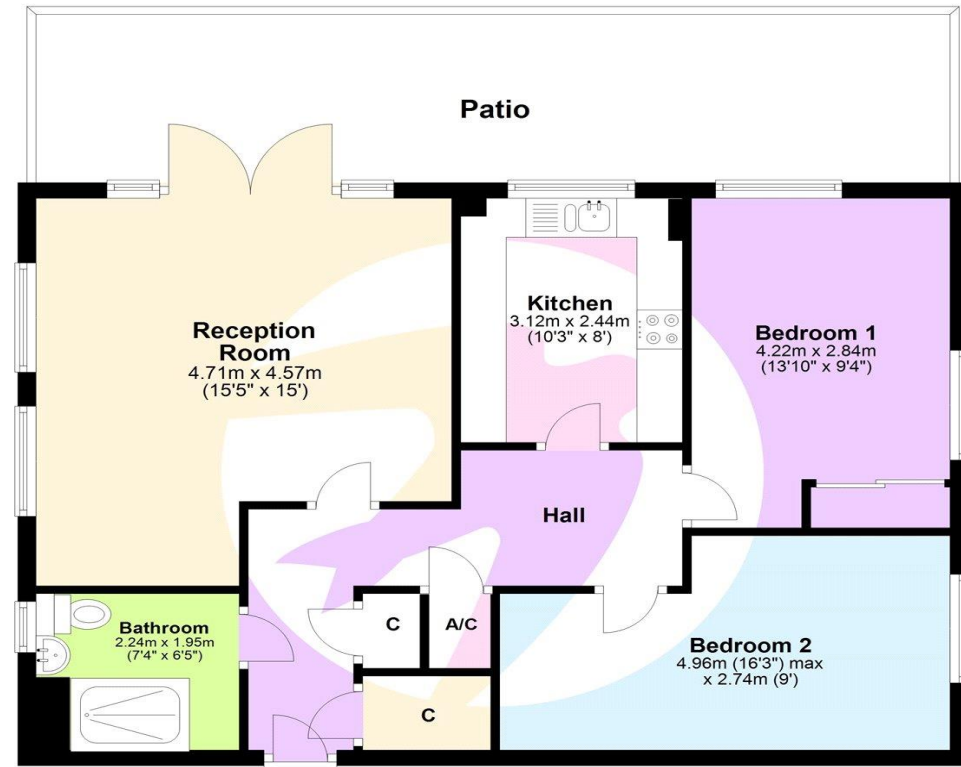 Patio
Reception
Room
4.71m x 4.57m
(15'5" x 15')
Kitchen
3.12m x 2.44m
(10'3" x 8')
Bedroom 1
4.22m x 2.84m
(13'10" x 9'4")
Hall
Bathroom
2.24m x 1.95m
(7'4" x 6'5")
C
A/C
C
Bedroom 2
4.96m (16'3") max
x 2.74m (9')